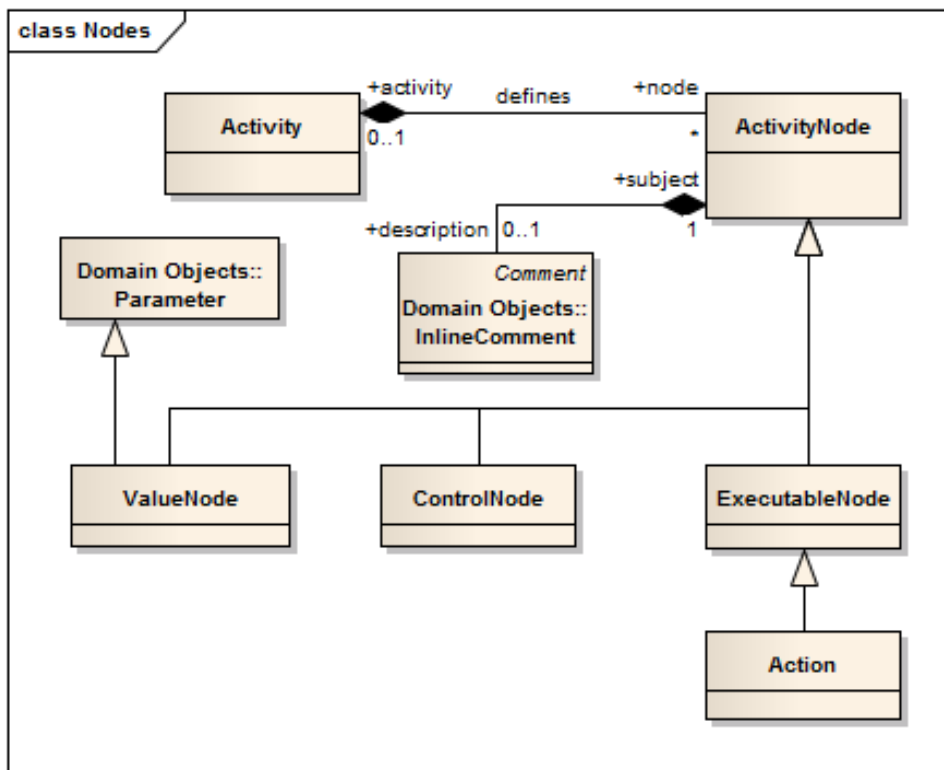 class Nodes
+activity
defines
+node
Activity
0..1
*
ActivityNode
+subject
+description
0..1
1
Domain Objects::
Parameter
Comment
Domain Objects::
InlineComment
ValueNode
ControlNode
ExecutableNode
Action